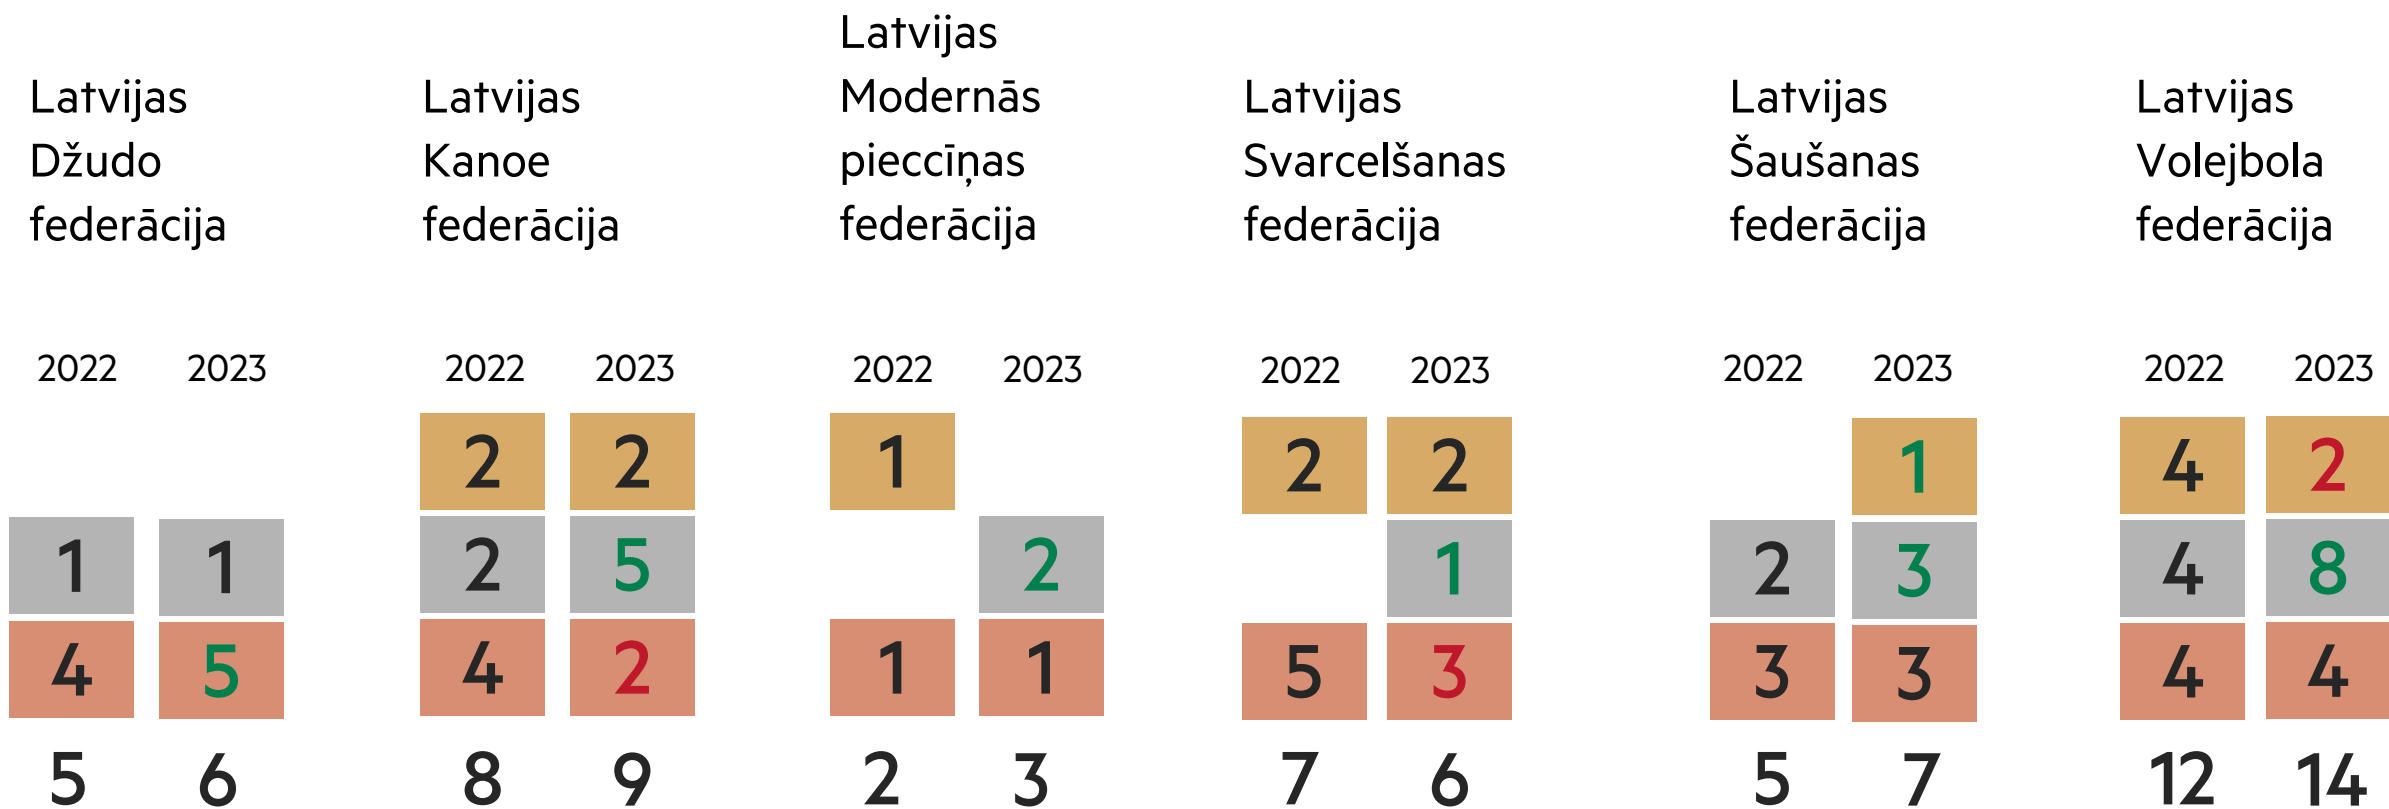 Latvijas
Džudo
federācija
Latvijas
Kanoe
federācija
Latvijas
Modernās
pieccīņas
federācija
Latvijas
Svarcelšanas
federācija
Latvijas
Šaušanas
federācija
Latvijas
Volejbola
federācija
2022 2023 2022 2023 2022 2023 2022 2023 2022 2023 2022 2023
2 2 1 2 2 1 4 2
1 1 2 5 2 1 2 3 4 8
4 5 4 2 1 1 5 3 3 3 4 4
5 6 8 9 2 3 7 6 5 7 12 14